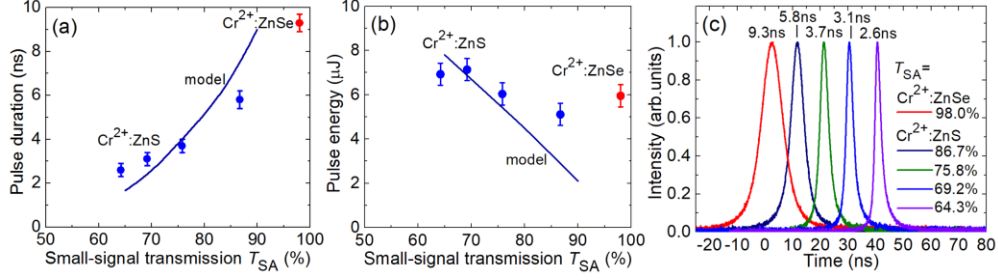 (a)
Cr2+:ZnSe
model
Cr2+:ZnS
Pulse duration (ns)
10
8
6
4
2
0
50 60 70 80 90 100
Small-signal transmission TSA (%)
(b)
Cr2+:ZnS
Cr2+:ZnSe
model
Pulse energy (μJ)
10
8
6
4
2
0
50 60 70 80 90 100
Small-signal transmission TSA (%)
(c)
5.8ns 3.1ns
9.3ns 3.7ns 2.6ns
TSA=
Cr2+:ZnSe
98.0%
Cr2+:ZnS
86.7%
75.8%
69.2%
64.3%
Intensity (arb.units)
1.0
0.8
0.6
0.4
0.2
0.0
-20 -10 0 10 20 30 40 50 60 70 80
Time (ns)